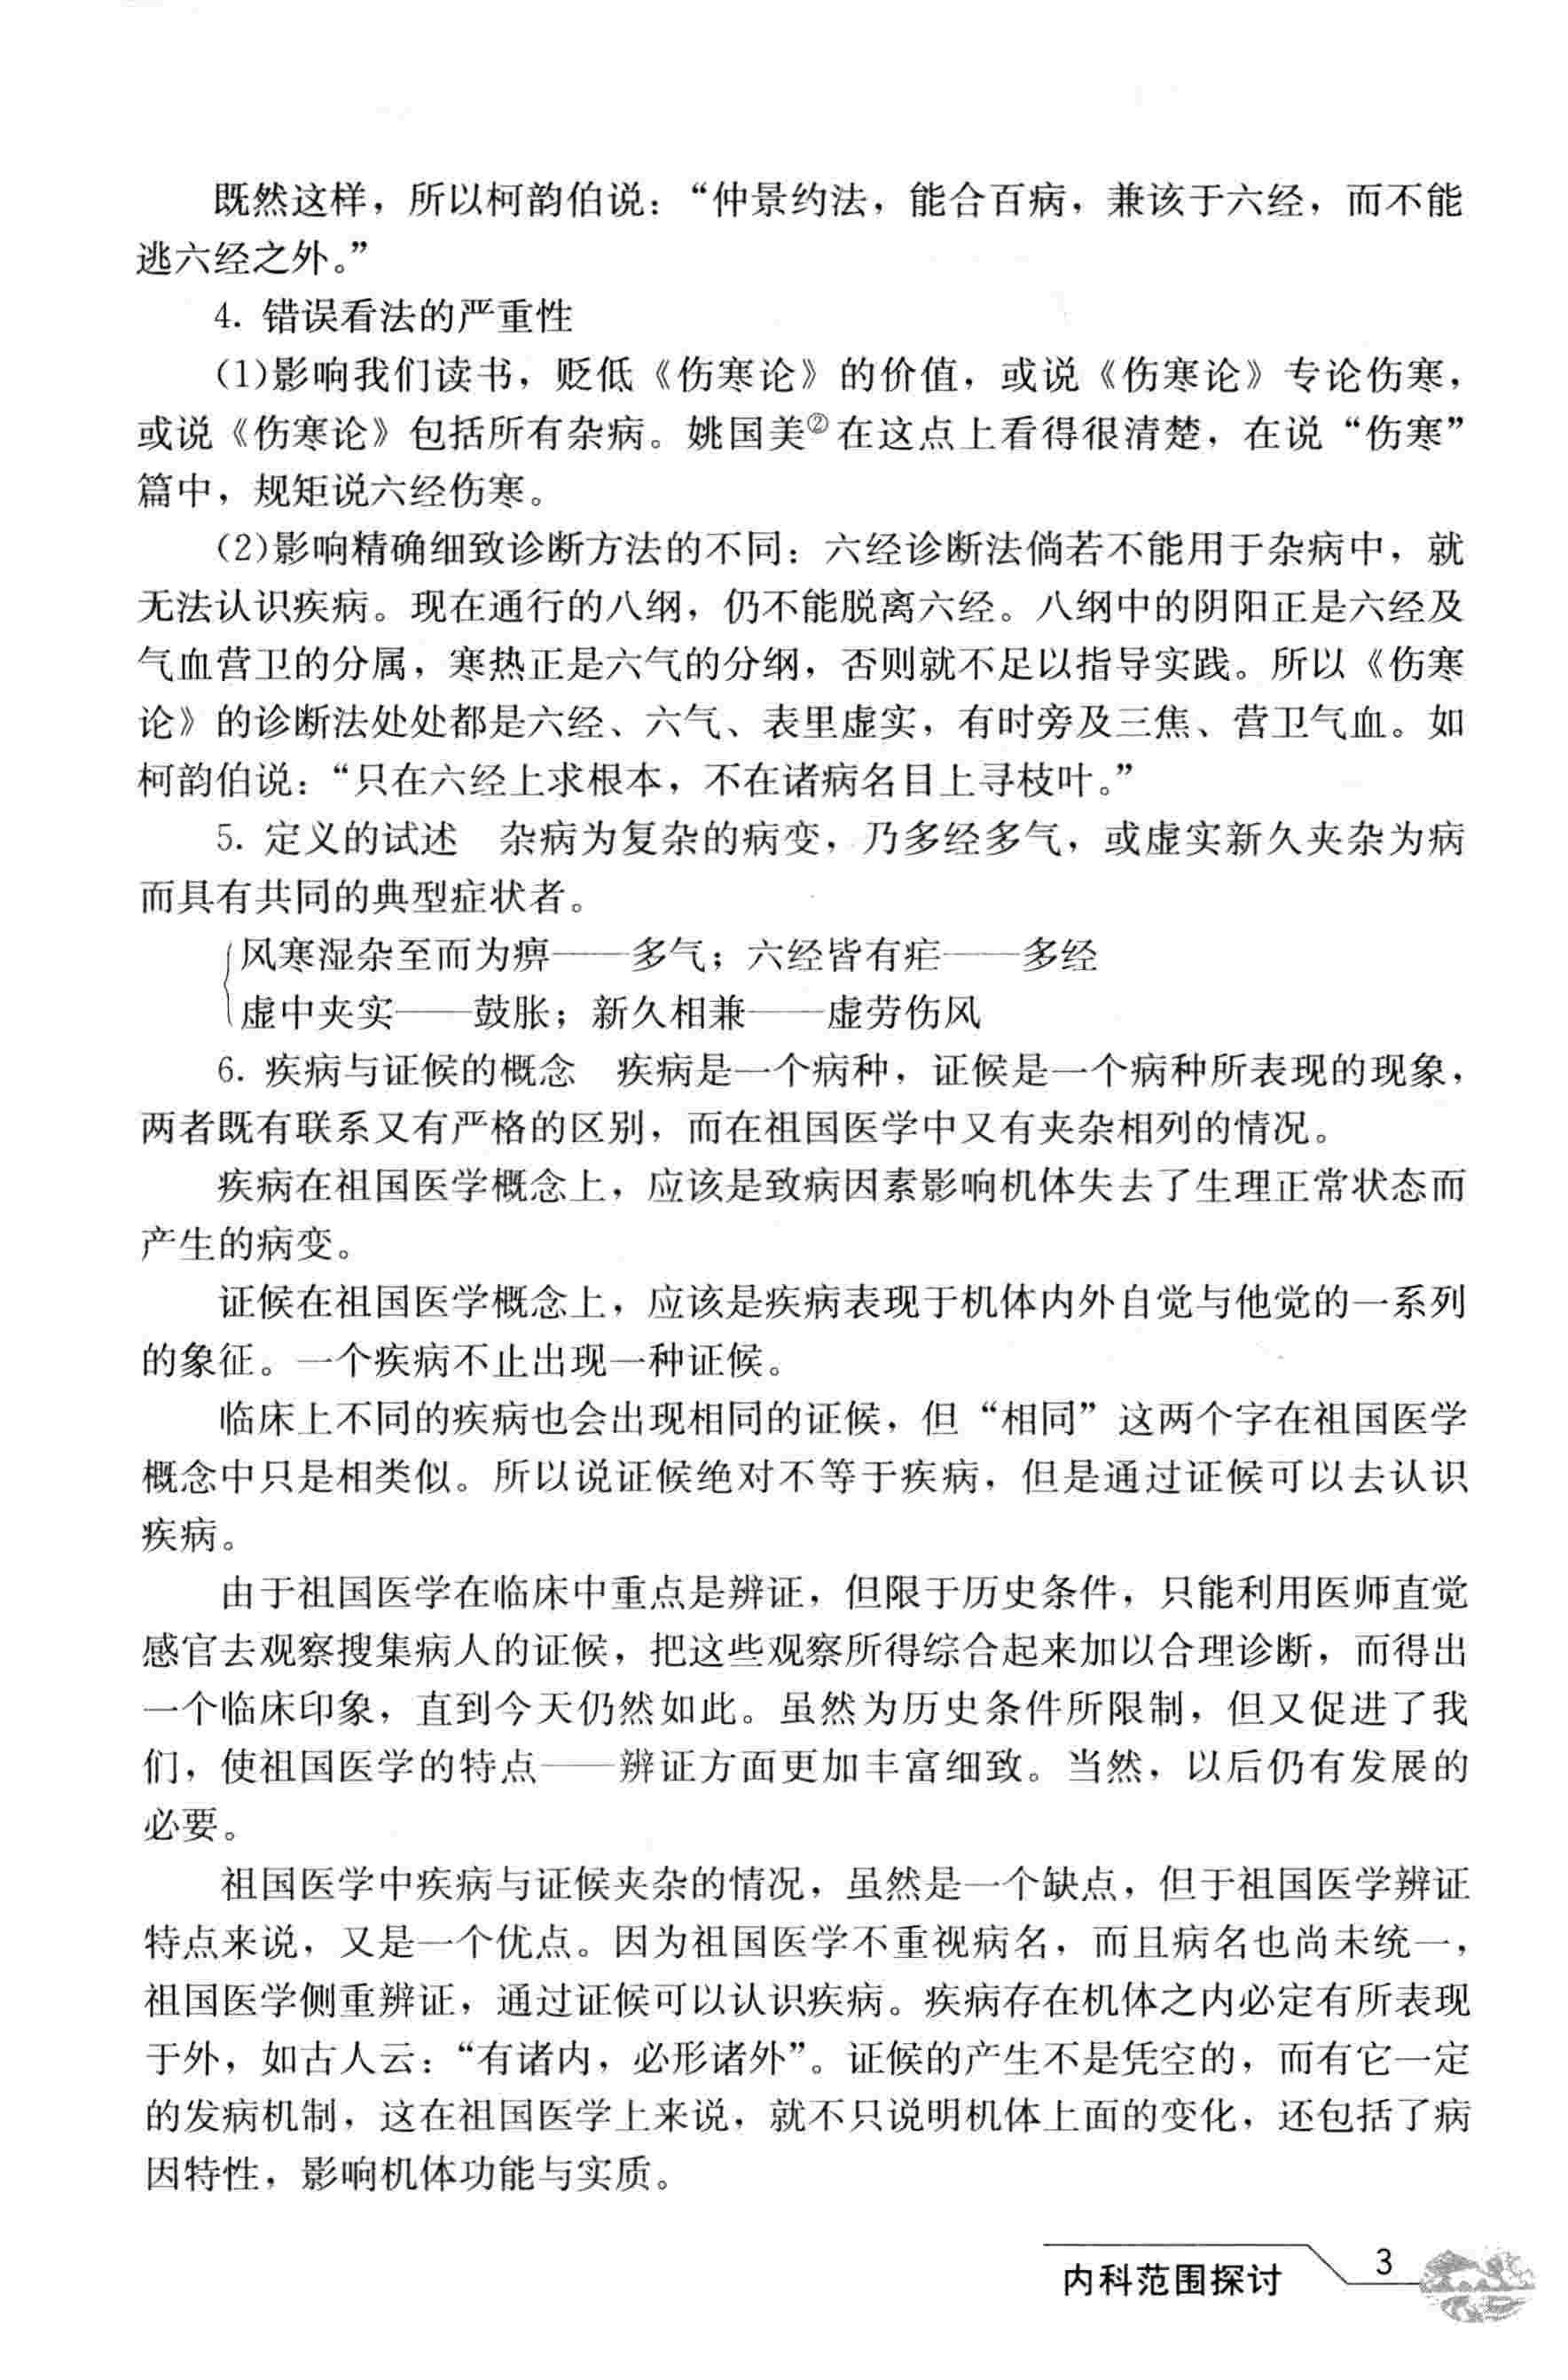 既然这样，所以柯韵伯说：“仲景约法，能合百病，兼该于六经，而不能
逃六经之外。”
4. 错误看法的严重性
(1)影响我们读书，贬低《伤寒论》的价值，或说《伤寒论》专论伤寒，
或说《伤寒论》包括所有杂病。姚国美②在这点上看得很清楚，在说“伤寒”
篇中，规矩说六经伤寒。
(2)影响精确细致诊断方法的不同：六经诊断法倘若不能用于杂病中，就
无法认识疾病。现在通行的八纲，仍不能脱离六经。八纲中的阴阳正是六经及
气血营卫的分属，寒热正是六气的分纲，否则就不足以指导实践。所以《伤寒
论》的诊断法处处都是六经、六气、表里虚实，有时旁及三焦、营卫气血。如
柯韵伯说：“只在六经上求根本，不在诸病名目上寻枝叶。”
5. 定义的试述　杂病为复杂的病变，乃多经多气，或虚实新久夹杂为病
而具有共同的典型症状者。
风寒湿杂至而为痹——多气；六经皆有疟——多经
虚中夹实——鼓胀；新久相兼——虚劳伤风
6. 疾病与证候的概念　疾病是一个病种，证候是一个病种所表现的现象，
两者既有联系又有严格的区别，而在祖国医学中又有夹杂相列的情况。
疾病在祖国医学概念上，应该是致病因素影响机体失去了生理正常状态而
产生的病变。
证候在祖国医学概念上，应该是疾病表现于机体内外自觉与他觉的一系列
的象征。一个疾病不止出现一种证候。
临床上不同的疾病也会出现相同的证候，但“相同”这两个字在祖国医学
概念中只是相类似。所以说证候绝对不等于疾病，但是通过证候可以去认识
疾病。
由于祖国医学在临床中重点是辨证，但限于历史条件，只能利用医师直觉
感官去观察搜集病人的证候，把这些观察所得综合起来加以合理诊断，而得出
一个临床印象，直到今天仍然如此。虽然为历史条件所限制，但又促进了我
们，使祖国医学的特点——辨证方面更加丰富细致。当然，以后仍有发展的
必要。
祖国医学中疾病与证候夹杂的情况，虽然是一个缺点，但于祖国医学辨证
特点来说，又是一个优点。因为祖国医学不重视病名，而且病名也尚未统一，
祖国医学侧重辨证，通过证候可以认识疾病。疾病存在机体之内必定有所表现
于外，如古人云：“有诸内，必形诸外”。证候的产生不是凭空的，而有它一定
的发病机制，这在祖国医学上来说，就不只说明机体上面的变化，还包括了病
因特性，影响机体功能与实质。
内科范围探讨 3